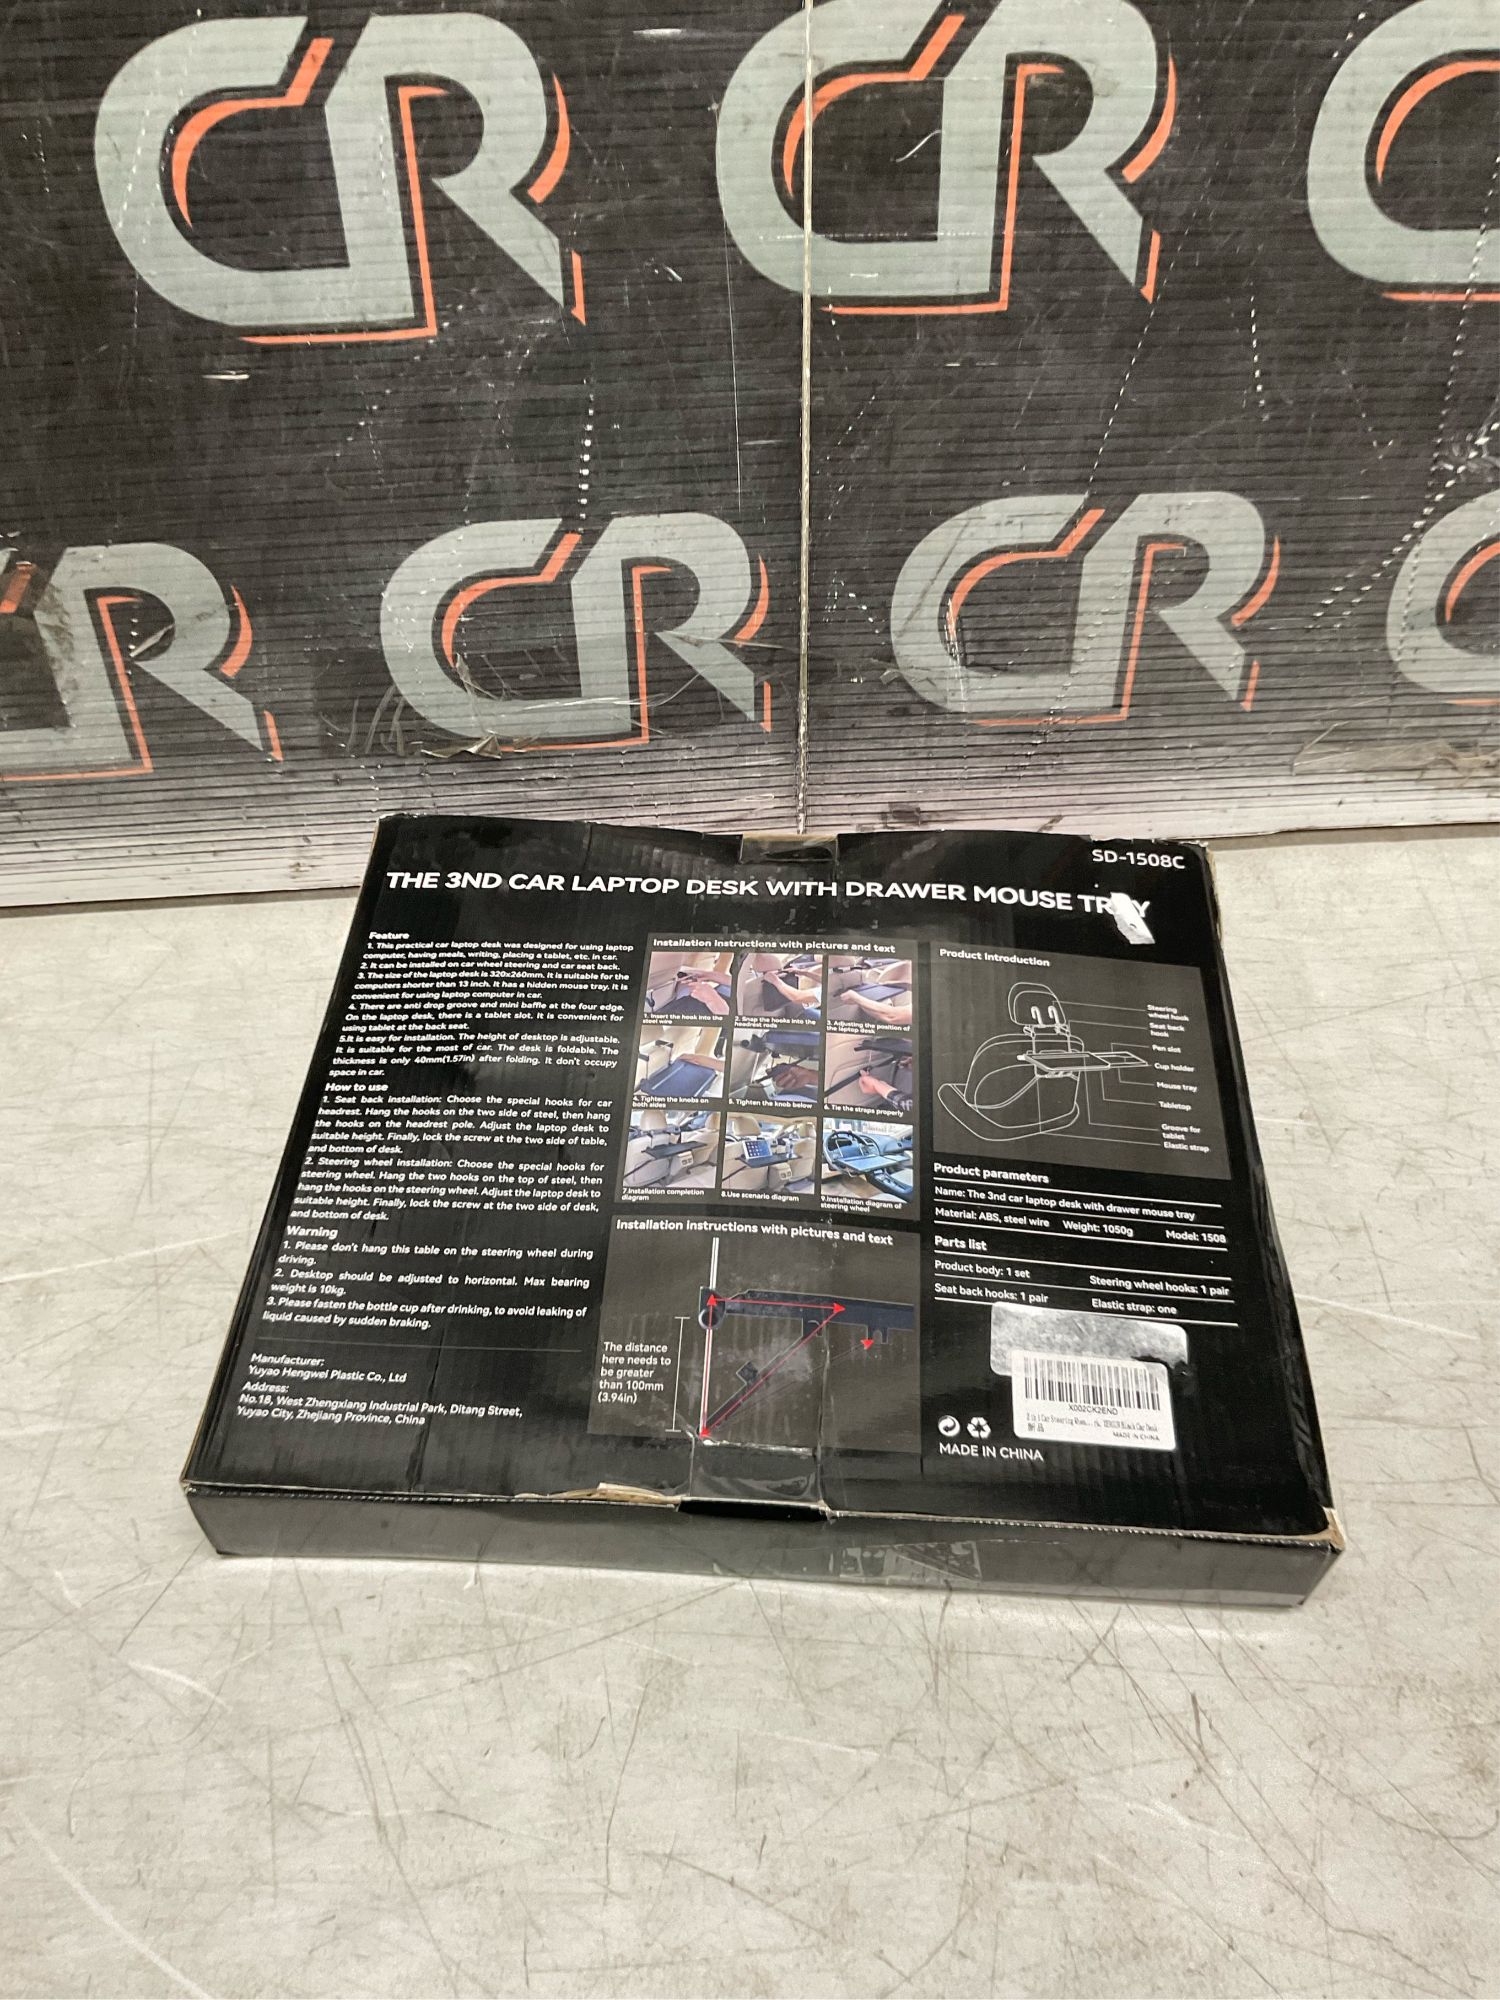 CR CR CR
CR CR CR CR
SD-1508C
THE 3ND CAR LAPTOP DESK WITH DRAWER MOUSE TRAY
Feature
1. This practical car laptop desk was designed for using laptop
computer, having meals, writing, placing a tablet, etc. in car.
2. It can be installed on car wheel steering and car seat back.
3. The size of the laptop desk is 320x260mm. It is suitable for the
computers shorter than 13 inch. It has a hidden mouse tray. It is
convenient for using laptop computer in car.
4. There are anti drop groove and mini baffle at the four edge.
On the laptop desk, there is a tablet slot. It is convenient for
using tablet at the back seat.
5.It is easy for installation. The height of desktop is adjustable.
It is suitable for the most of car. The desk is foldable. The
thickness is only 40mm(1.57in) after folding. It don't occupy
space in car.
How to use
1. Seat back installation: Choose the special hooks for car
headrest. Hang the hooks on the two side of steel, then hang
the hooks on the headrest pole. Adjust the laptop desk to
suitable height. Finally, lock the screw at the two side of table,
and bottom of desk.
2. Steering wheel installation: Choose the special hooks for
steering wheel. Hang the two hooks on the top of steel, then
hang the hooks on the steering wheel. Adjust the laptop desk to
suitable height. Finally, lock the screw at the two side of desk,
and bottom of desk.
Warning
1. Please don't hang this table on the steering wheel during
driving.
2. Desktop should be adjusted to horizontal. Max bearing
weight is 10kg.
3. Please fasten the bottle cup after drinking, to avoid leaking of
liquid caused by sudden braking.
Manufacturer:
Yuyao Hengwei Plastic Co., Ltd
Address:
No.18, West Zhengxiang Industrial Park, Ditang Street,
Yuyao City, Zhejiang Province, China
Installation instructions with pictures and text
1. Insert the hook into the
steel wire
2. Snap the hooks into the
headrest rods
3. Adjusting the position of
the laptop desk
4. Tighten the knobs on
both sides
5. Tighten the knob below
6. Tie the straps properly
7.Installation completion
diagram
8.Use scenario diagram
9.Installation diagram of
steering wheel
Installation instructions with pictures and text
The distance
here needs to
be greater
than 100mm
(3.94in)
Product Introduction
Steering
wheel hook
Seat back
hook
Pen slot
Cup holder
Mouse tray
Tabletop
Groove for
tablet
Elastic strap
Product parameters
Name: The 3nd car laptop desk with drawer mouse tray
Material: ABS, steel wire Weight: 1050g Model: 1508
Parts list
Product body: 1 set Steering wheel hooks: 1 pair
Seat back hooks: 1 pair Elastic strap: one
X002CK2END
Car Steering Black Car Desk
新品
MADE IN CHINA
MADE IN CHINA